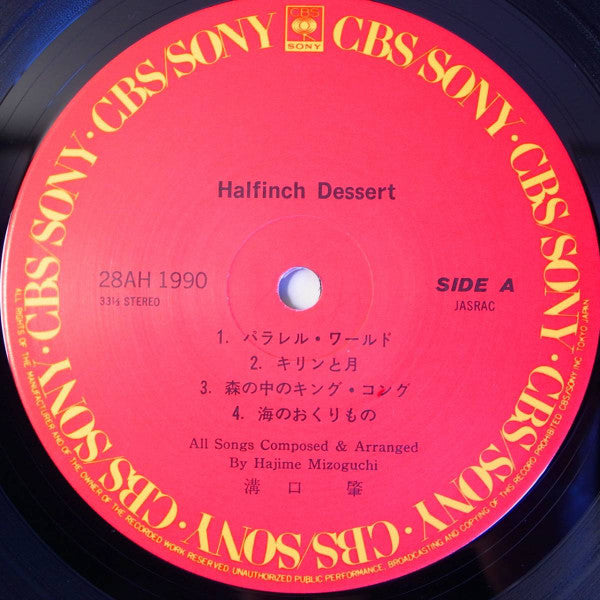 CBS
SONY
CBS/SONY · CBS/SONY · CBS/SONY · CBS/SONY · CBS/SONY · CBS/SONY · CBS/SONY · CBS/SONY
Halfinch Dessert
28AH 1990
33⅓ STEREO
SIDE A
JASRAC
1. パラレル・ワールド
2. キリンと月
3. 森の中のキング・コング
4. 海のおくりもの
All Songs Composed & Arranged
By Hajime Mizoguchi
溝口 肇
ALL RIGHTS OF THE MANUFACTURER AND OF THE OWNER OF THE RECORDED WORK RESERVED UNAUTHORIZED PUBLIC PERFORMANCE, BROADCASTING AND COPYING OF THIS RECORD PROHIBITED CBS/SONY INC. TOKYO JAPAN